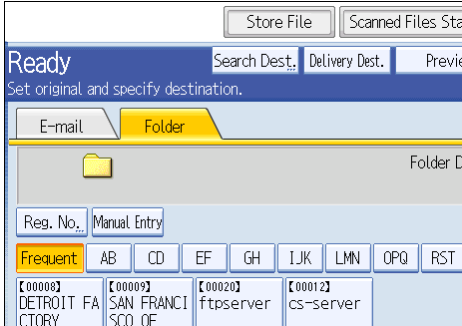 Store File Scanned Files Sta
Ready Search Dest. Delivery Dest. Previe
Set original and specify destination.
E-mail Folder
Folder D
Reg. No. Manual Entry
Frequent AB CD EF GH IJK LMN OPQ RST
[00008] [00009] [00020] [00012]
DETROIT FA SAN FRANCI ftpserver cs-server
CTORY SCO OF